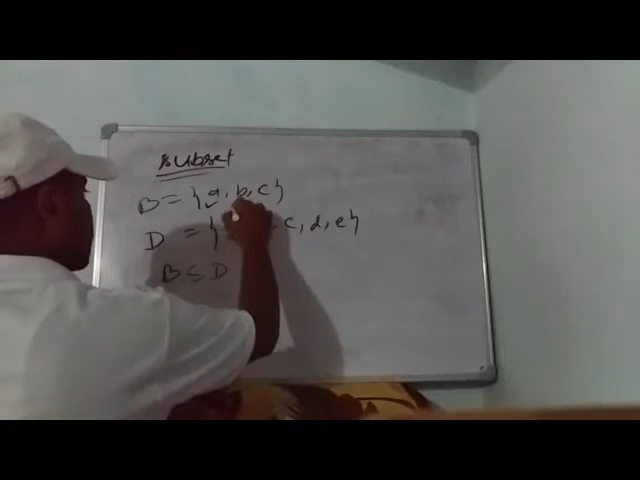 subset
B = {a, b, c}
D = { , c, d, e}
B ⊆ D